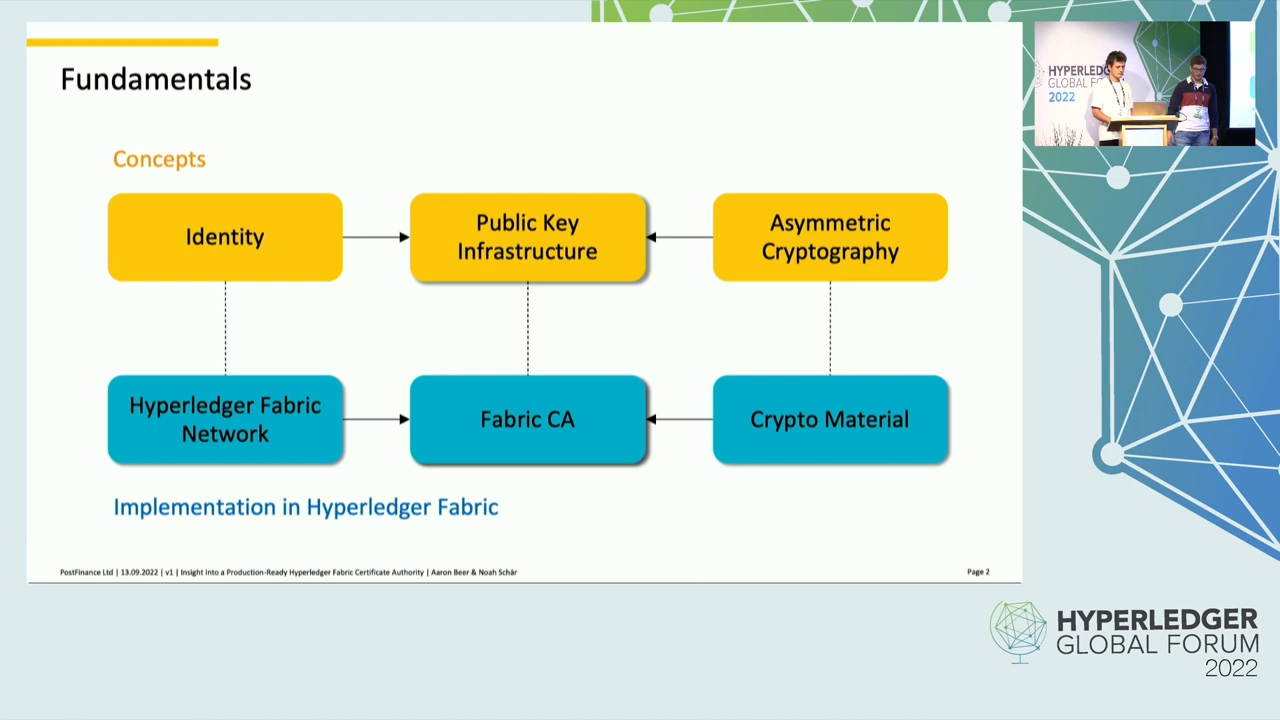 Fundamentals
Concepts
Identity
Public Key
Infrastructure
Asymmetric
Cryptography
Hyperledger Fabric
Network
Fabric CA
Crypto Material
Implementation in Hyperledger Fabric
PostFinance Ltd | 13.09.2022 | v1 | Insight Into a Production-Ready Hyperledger Fabric Certificate Authority | Aaron Beer & Noah Schär
Page 2
HYPERLEDG
GLOBAL FO
2022
HYPERLEDGER
GLOBAL FORUM
2022